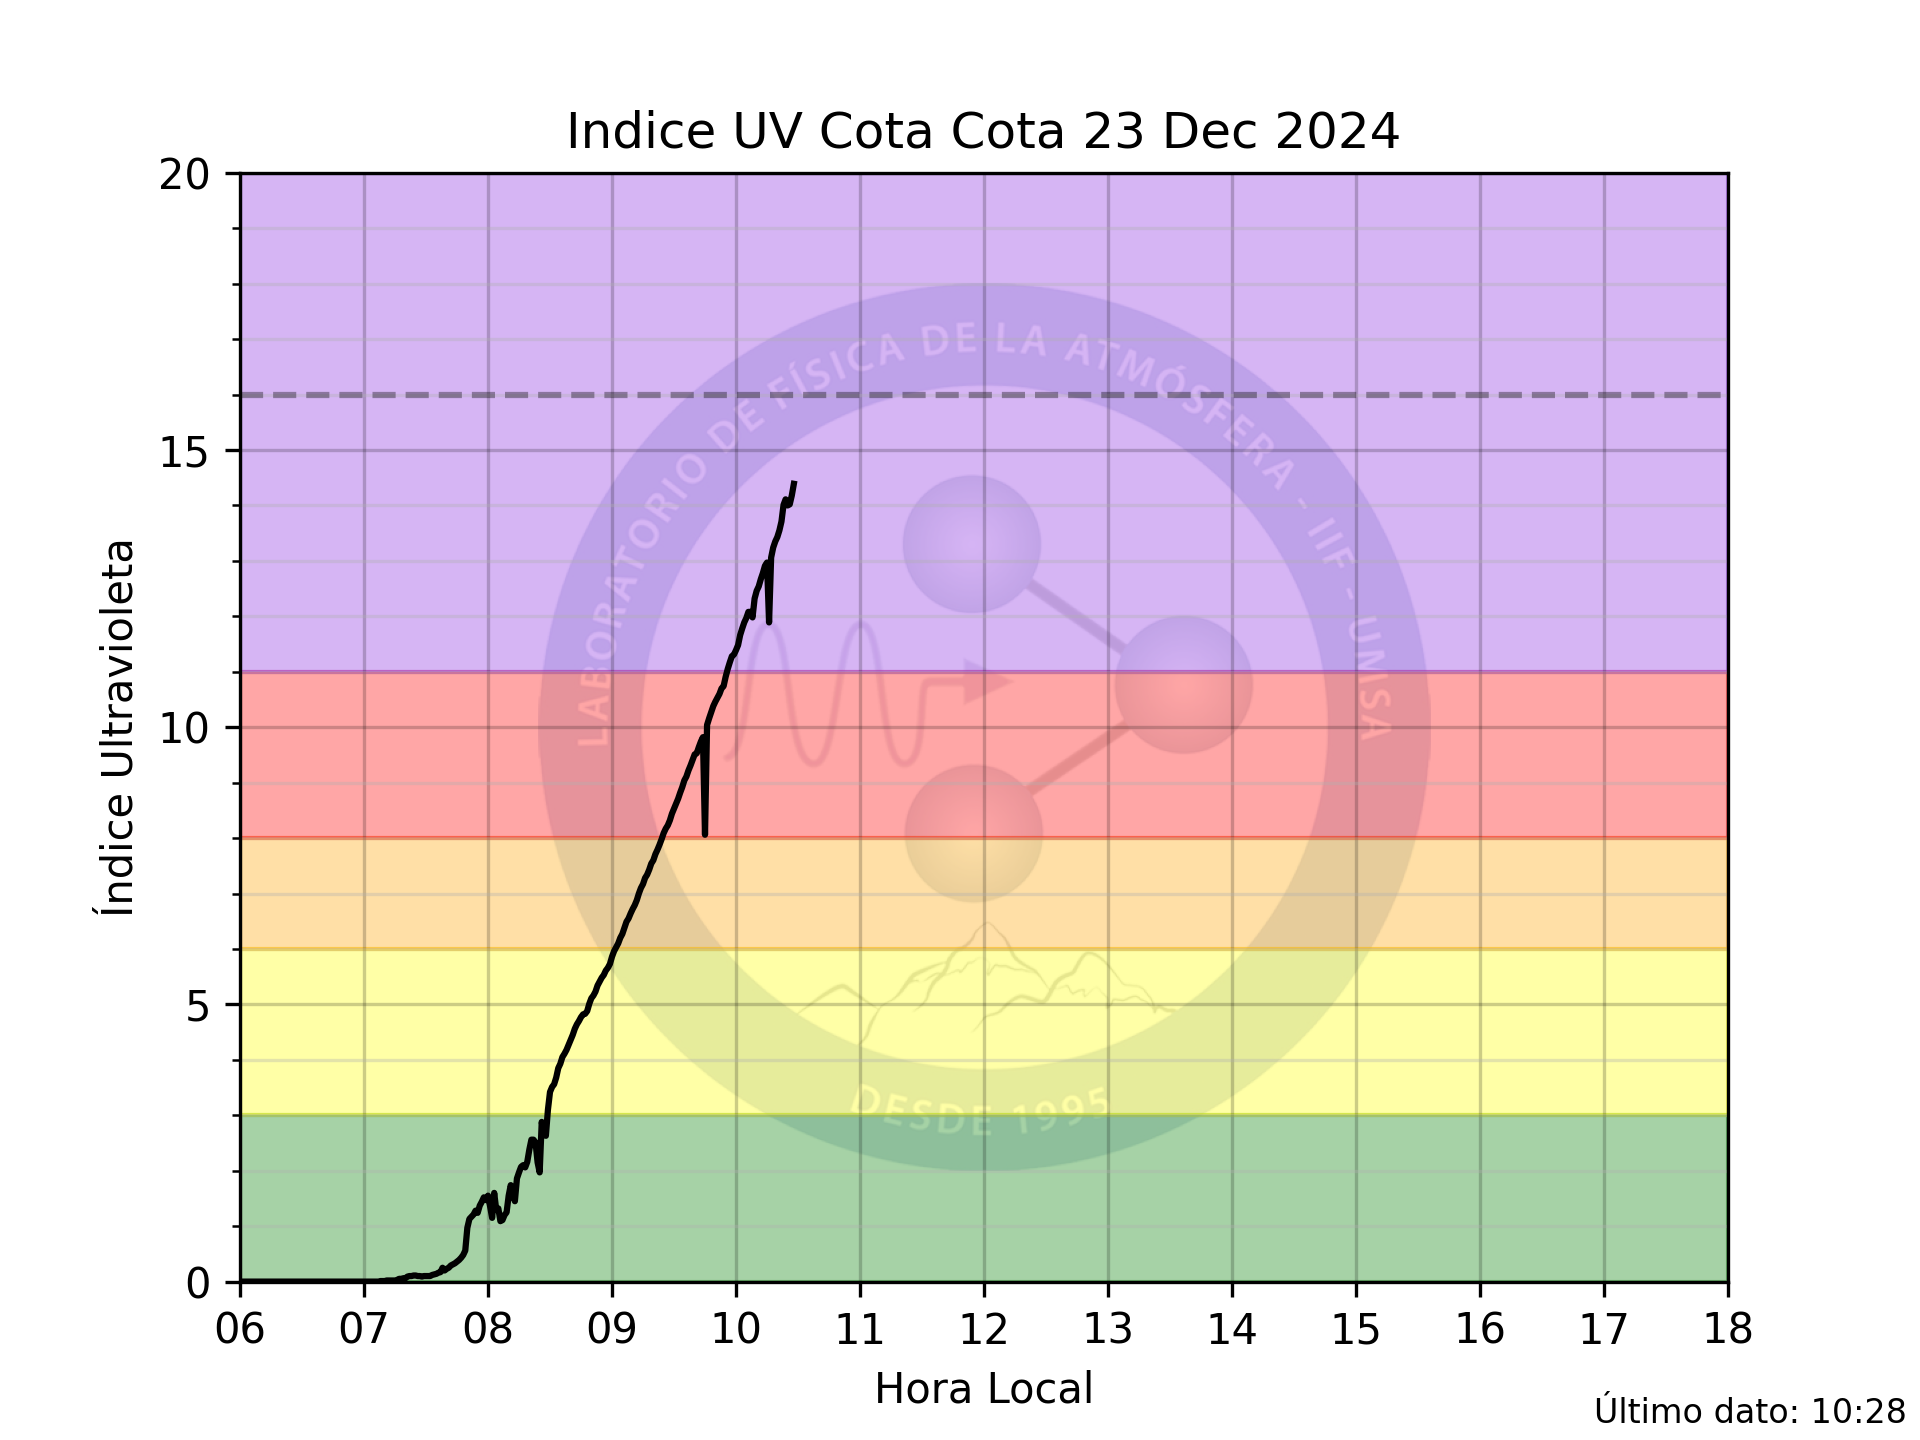 Indice UV Cota Cota 23 Dec 2024
20
15
10
5
0
Índice Ultravioleta
LABORATORIO DE FÍSICA DE LA ATMÓSFERA - IIF - UMSA
DESDE 1995
06 07 08 09 10 11 12 13 14 15 16 17 18
Hora Local
Último dato: 10:28